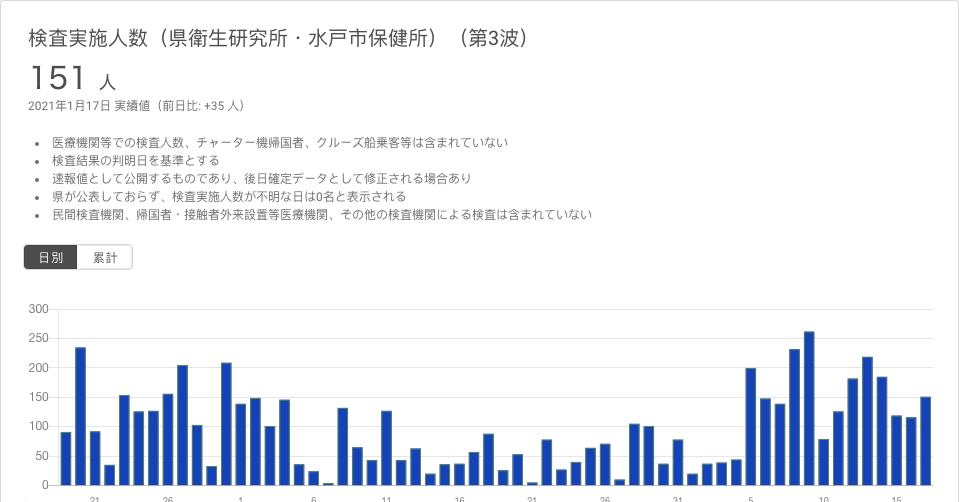 検査実施人数（県衛生研究所・水戸市保健所）（第3波）
151 人
2021年1月17日 実績値（前日比: +35 人）
• 医療機関等での検査人数、チャーター機帰国者、クルーズ船乗客等は含まれていない
• 検査結果の判明日を基準とする
• 速報値として公開するものであり、後日確定データとして修正される場合あり
• 県が公表しておらず、検査実施人数が不明な日は0名と表示される
• 民間検査機関、帰国者・接触者外来設置等医療機関、その他の検査機関による検査は含まれていない
日別 累計
300
250
200
150
100
50
0
21 26 1 6 11 16 21 26 31 5 10 15